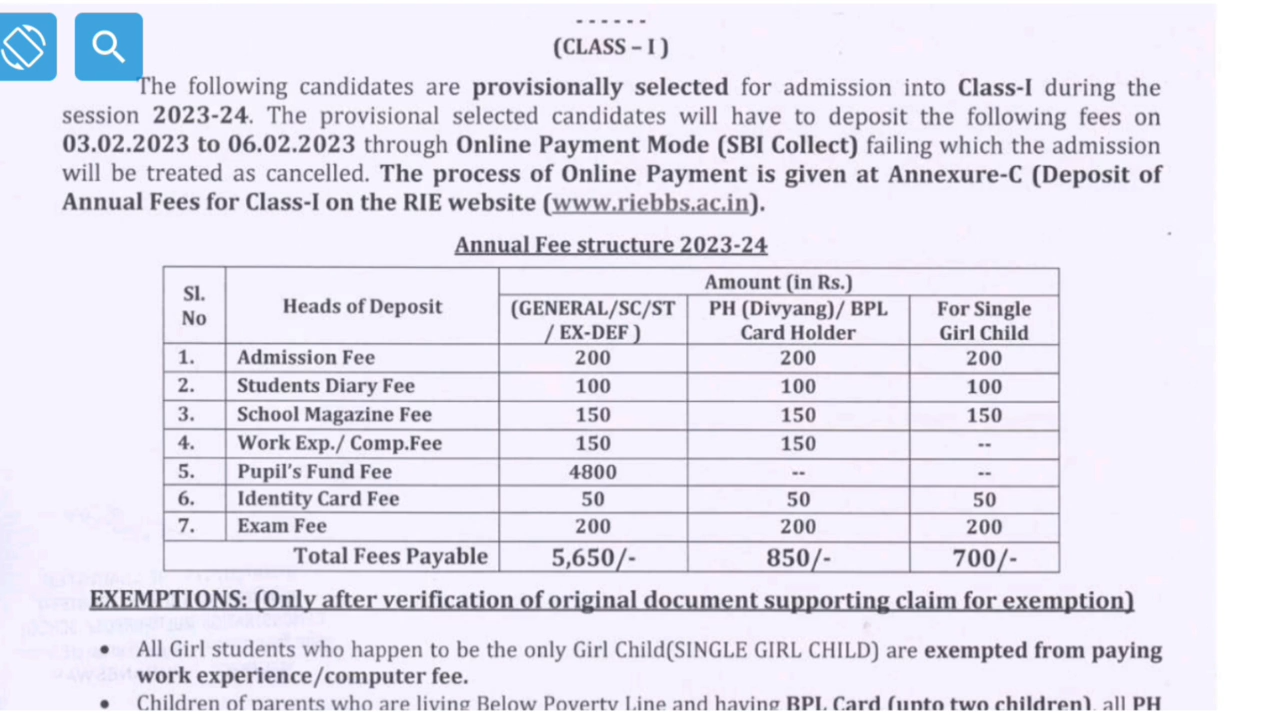 ------
(CLASS – I )
The following candidates are provisionally selected for admission into Class-I during the
session 2023-24. The provisional selected candidates will have to deposit the following fees on
03.02.2023 to 06.02.2023 through Online Payment Mode (SBI Collect) failing which the admission
will be treated as cancelled. The process of Online Payment is given at Annexure-C (Deposit of
Annual Fees for Class-I on the RIE website (www.riebbs.ac.in).
Annual Fee structure 2023-24
Sl. No Heads of Deposit Amount (in Rs.)
(GENERAL/SC/ST / EX-DEF ) PH (Divyang)/ BPL Card Holder For Single Girl Child
1. Admission Fee 200 200 200
2. Students Diary Fee 100 100 100
3. School Magazine Fee 150 150 150
4. Work Exp./ Comp.Fee 150 150 --
5. Pupil's Fund Fee 4800 -- --
6. Identity Card Fee 50 50 50
7. Exam Fee 200 200 200
Total Fees Payable 5,650/- 850/- 700/-
EXEMPTIONS: (Only after verification of original document supporting claim for exemption)
• All Girl students who happen to be the only Girl Child(SINGLE GIRL CHILD) are exempted from paying
work experience/computer fee.
• Children of parents who are living Below Poverty Line and having BPL Card (upto two children), all PH